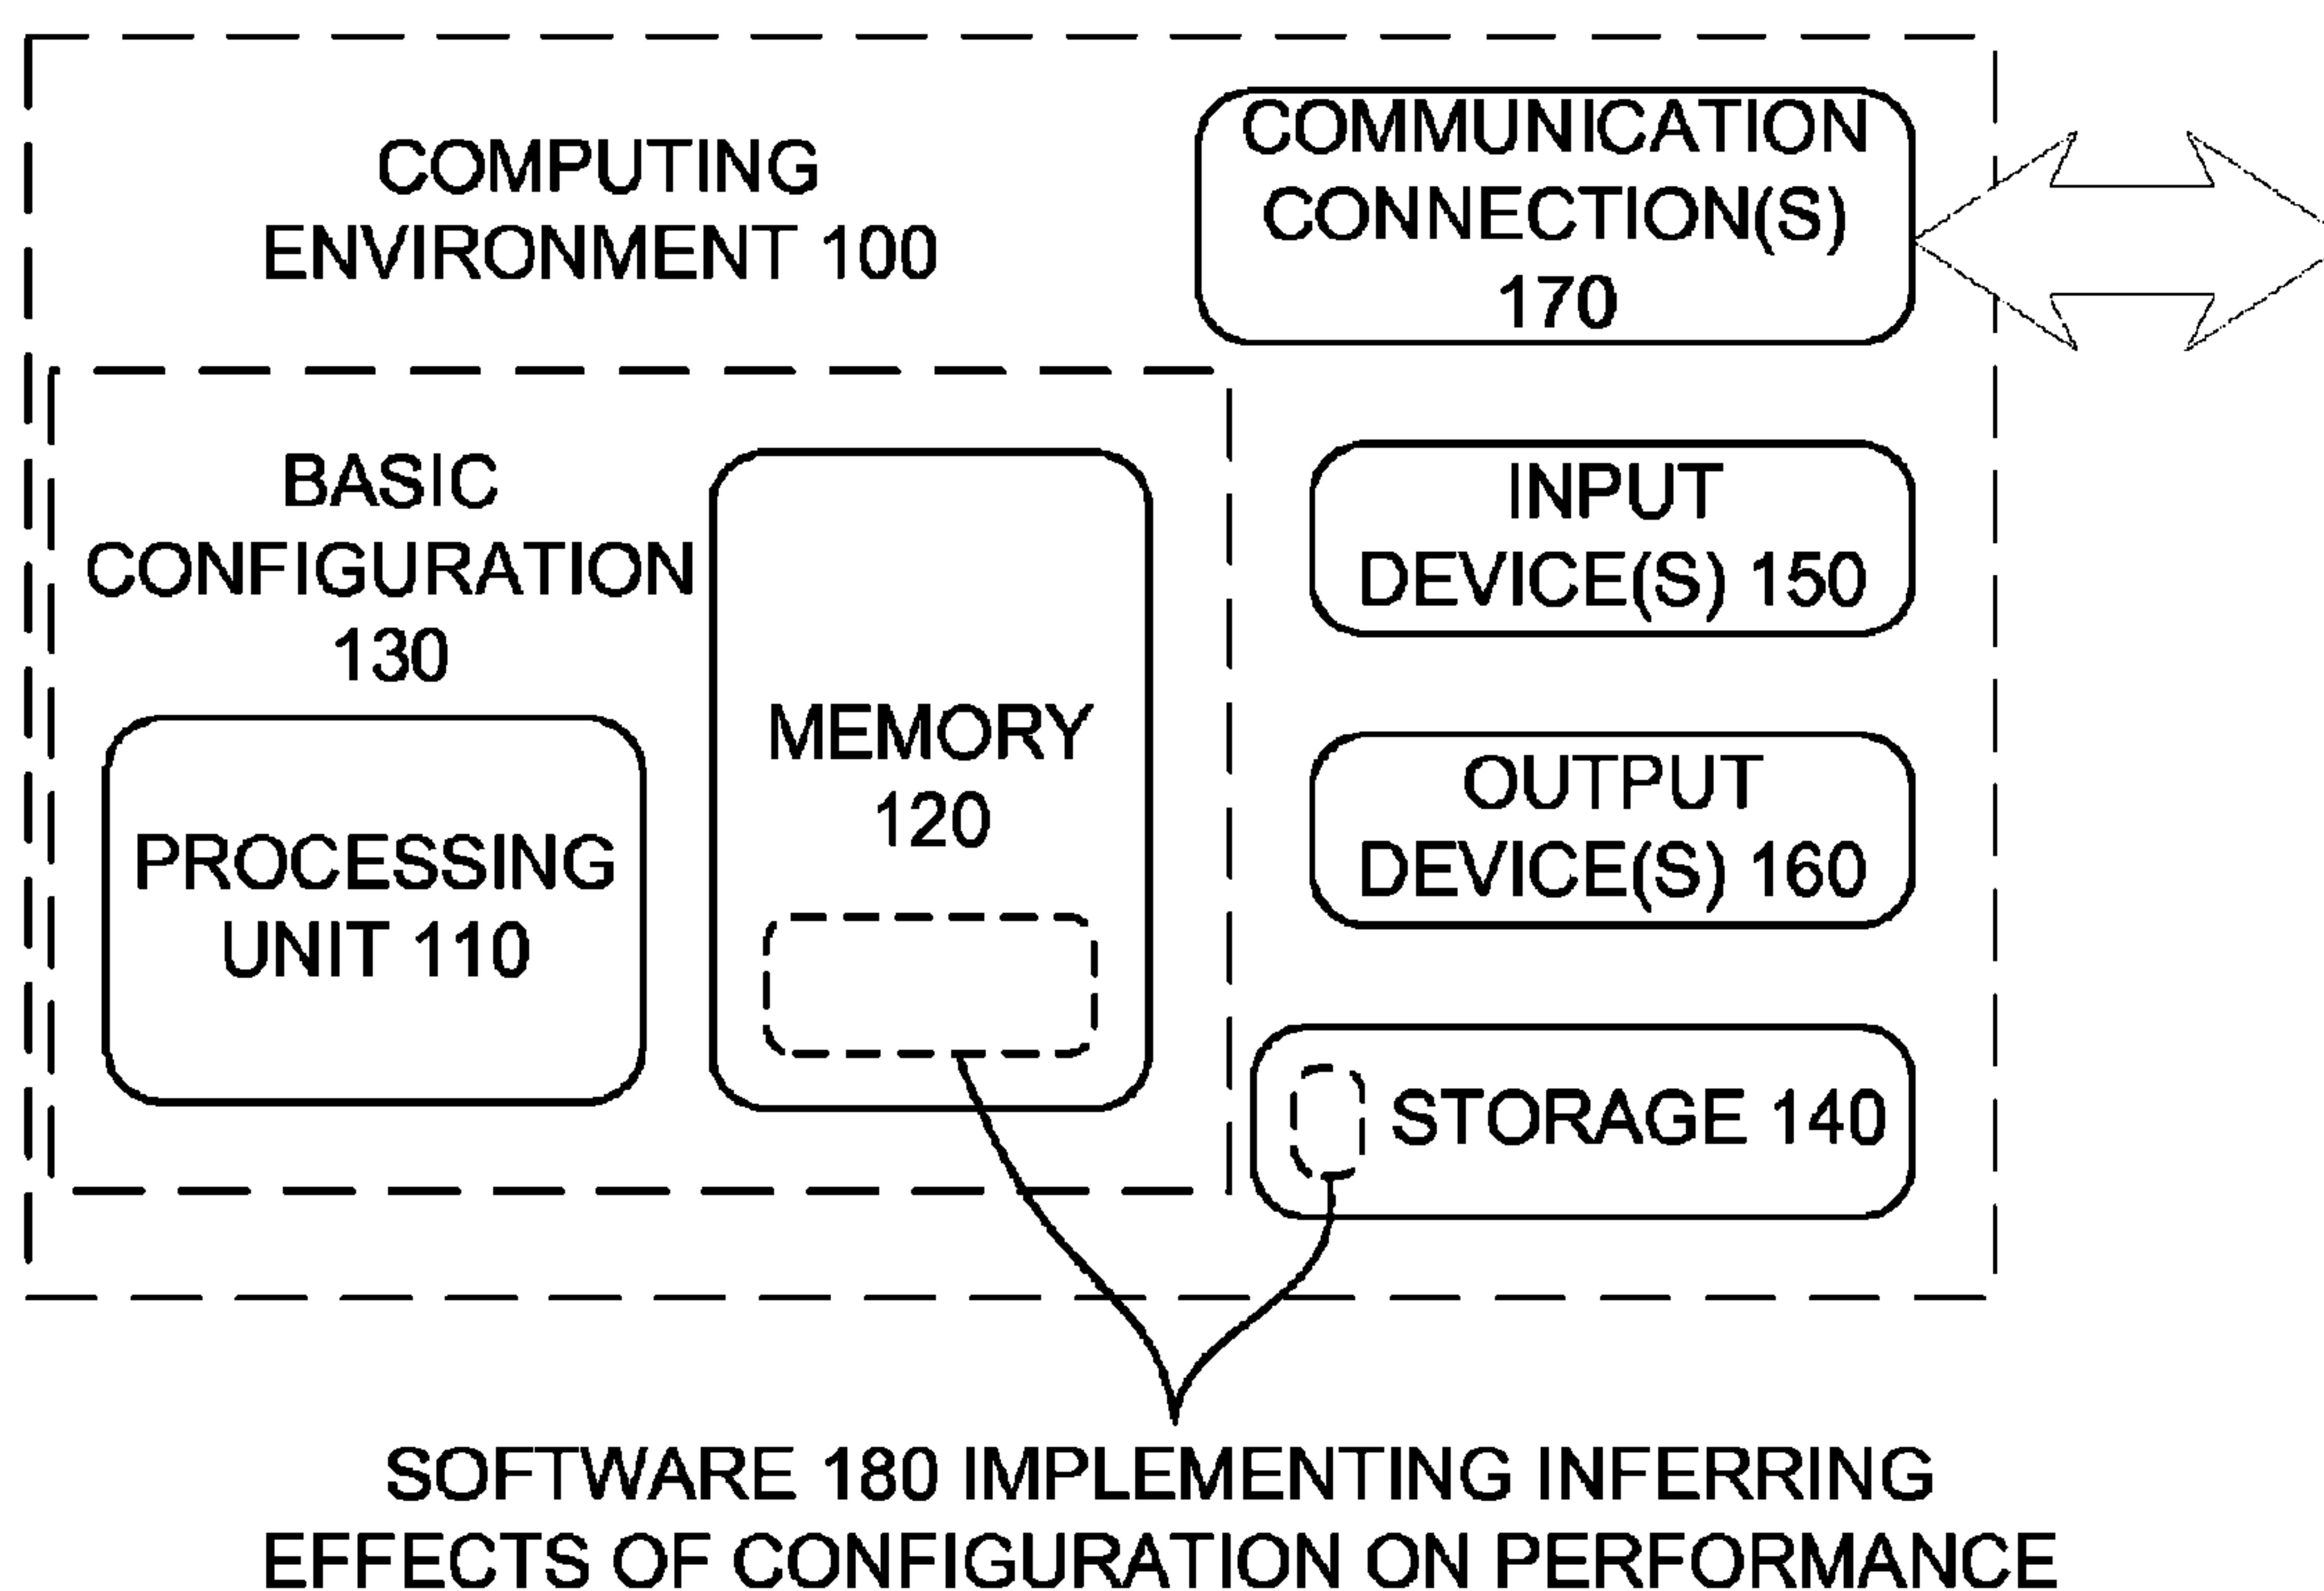 COMPUTING
ENVIRONMENT 100
COMMUNICATION
CONNECTION(S)
170
BASIC
CONFIGURATION
130
PROCESSING
UNIT 110
MEMORY
120
INPUT
DEVICE(S) 150
OUTPUT
DEVICE(S) 160
STORAGE 140
SOFTWARE 180 IMPLEMENTING INFERRING
EFFECTS OF CONFIGURATION ON PERFORMANCE